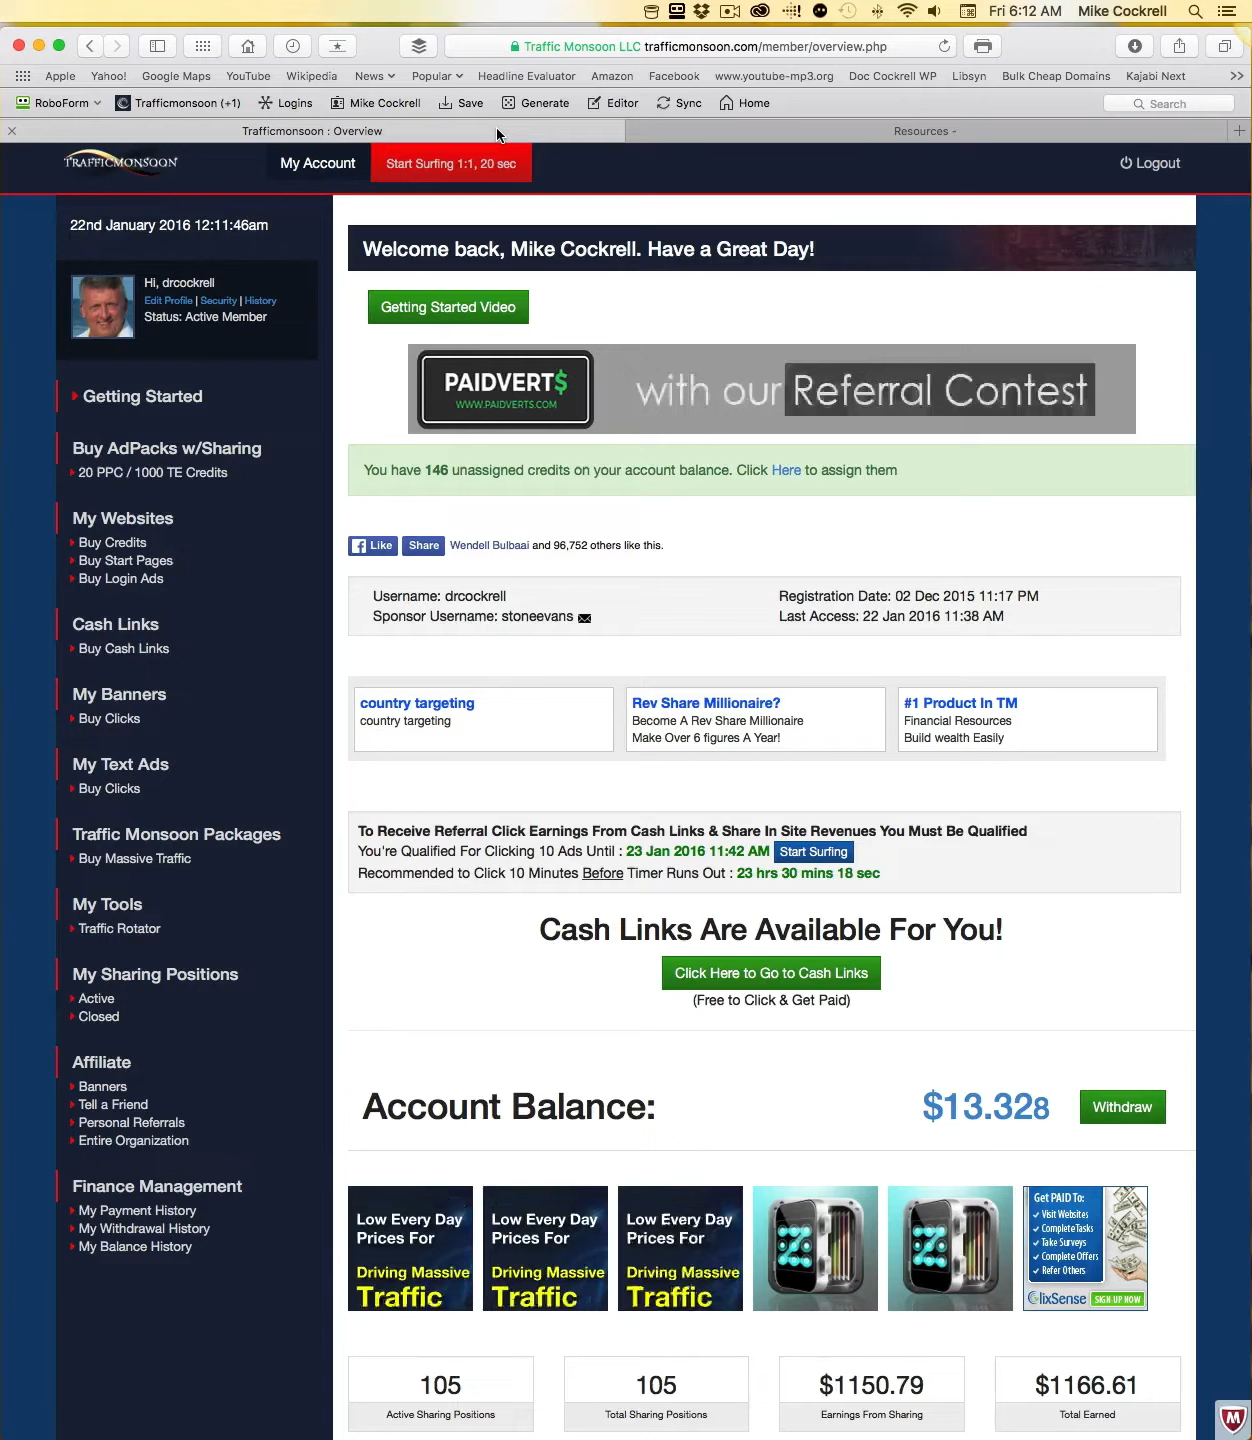 Fri 6:12 AM Mike Cockrell
Traffic Monsoon LLC trafficmonsoon.com/member/overview.php
Apple Yahoo! Google Maps YouTube Wikipedia News Popular Headline Evaluator Amazon Facebook www.youtube-mp3.org Doc Cockrell WP Libsyn Bulk Cheap Domains Kajabi Next
RoboForm Trafficmonsoon (+1) Logins Mike Cockrell Save Generate Editor Sync Home Search
Trafficmonsoon : Overview Resources -
TRAFFICMONSOON My Account Start Surfing 1:1, 20 sec Logout
22nd January 2016 12:11:46am
Hi, drcockrell
Edit Profile | Security | History
Status: Active Member
Getting Started
Buy AdPacks w/Sharing
20 PPC / 1000 TE Credits
My Websites
Buy Credits
Buy Start Pages
Buy Login Ads
Cash Links
Buy Cash Links
My Banners
Buy Clicks
My Text Ads
Buy Clicks
Traffic Monsoon Packages
Buy Massive Traffic
My Tools
Traffic Rotator
My Sharing Positions
Active
Closed
Affiliate
Banners
Tell a Friend
Personal Referrals
Entire Organization
Finance Management
My Payment History
My Withdrawal History
My Balance History
Welcome back, Mike Cockrell. Have a Great Day!
Getting Started Video
PAIDVERT$
WWW.PAIDVERTS.COM
with our Referral Contest
You have 146 unassigned credits on your account balance. Click Here to assign them
Like Share Wendell Bulbaai and 96,752 others like this.
Username: drcockrell Registration Date: 02 Dec 2015 11:17 PM
Sponsor Username: stoneevans Last Access: 22 Jan 2016 11:38 AM
country targeting
country targeting
Rev Share Millionaire?
Become A Rev Share Millionaire
Make Over 6 figures A Year!
#1 Product In TM
Financial Resources
Build wealth Easily
To Receive Referral Click Earnings From Cash Links & Share In Site Revenues You Must Be Qualified
You're Qualified For Clicking 10 Ads Until : 23 Jan 2016 11:42 AM Start Surfing
Recommended to Click 10 Minutes Before Timer Runs Out : 23 hrs 30 mins 18 sec
Cash Links Are Available For You!
Click Here to Go to Cash Links
(Free to Click & Get Paid)
Account Balance: $13.328 Withdraw
Low Every Day
Prices For
Driving Massive
Traffic
Low Every Day
Prices For
Driving Massive
Traffic
Low Every Day
Prices For
Driving Massive
Traffic
Get PAID To:
Visit Websites
Complete Tasks
Take Surveys
Complete Offers
Refer Others
ClixSense SIGN UP NOW
105 105 $1150.79 $1166.61
Active Sharing Positions Total Sharing Positions Earnings From Sharing Total Earned